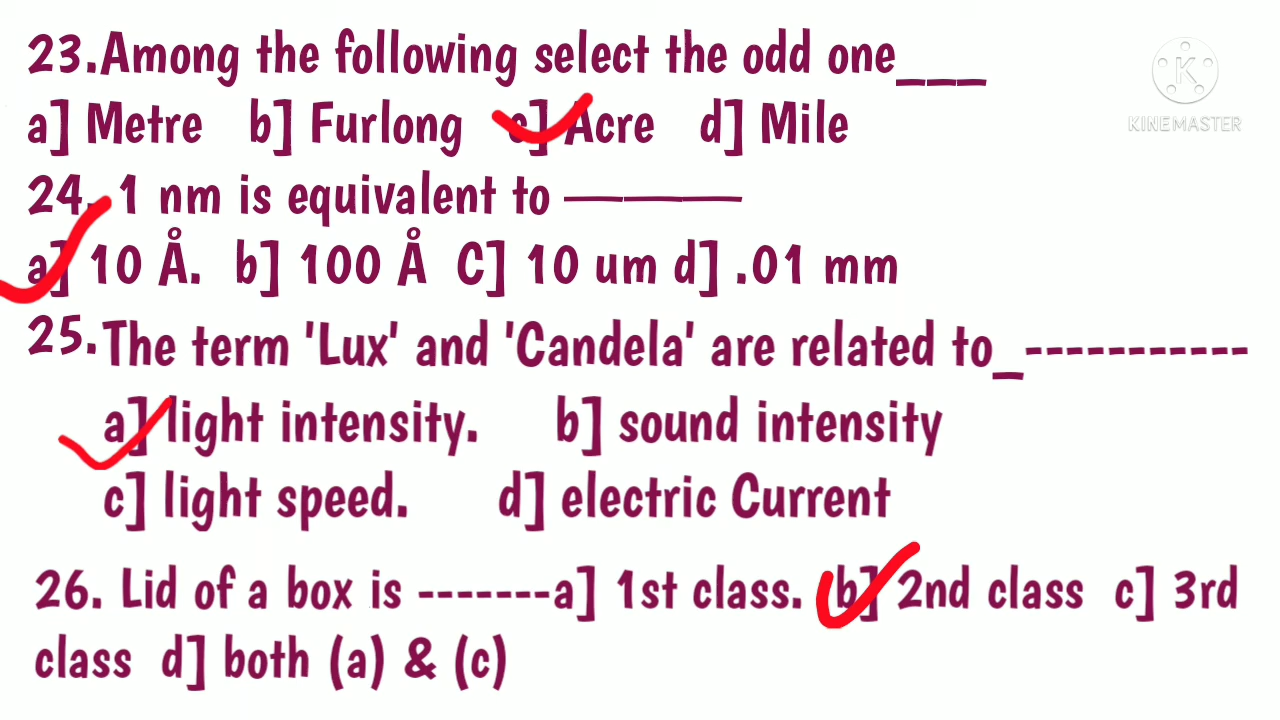 23.Among the following select the odd one___
a] Metre b] Furlong c] Acre d] Mile
KINEMASTER
24. 1 nm is equivalent to ———
a] 10 Å. b] 100 Å C] 10 um d] .01 mm
25.The term 'Lux' and 'Candela' are related to_-----------
a] light intensity. b] sound intensity
c] light speed. d] electric Current
26. Lid of a box is -------a] 1st class. b] 2nd class c] 3rd
class d] both (a) & (c)